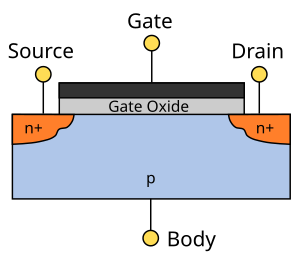 Gate
Source
Drain
Gate Oxide
n+
n+
p
Body